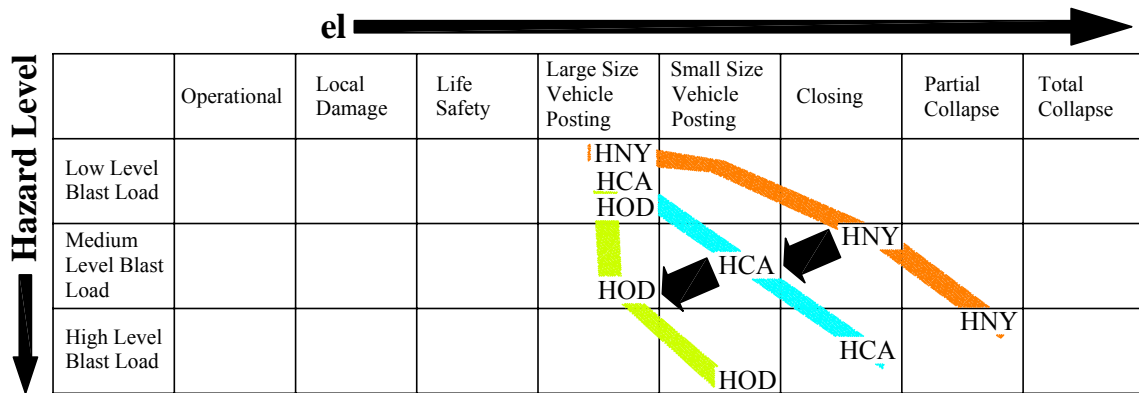 el
Hazard Level
Operational
Local
Damage
Life
Safety
Large Size
Vehicle
Posting
Small Size
Vehicle
Posting
Closing
Partial
Collapse
Total
Collapse
Low Level
Blast Load
HNY
HCA
HOD
Medium
Level Blast
Load
HNY
HCA
HOD
High Level
Blast Load
HNY
HCA
HOD